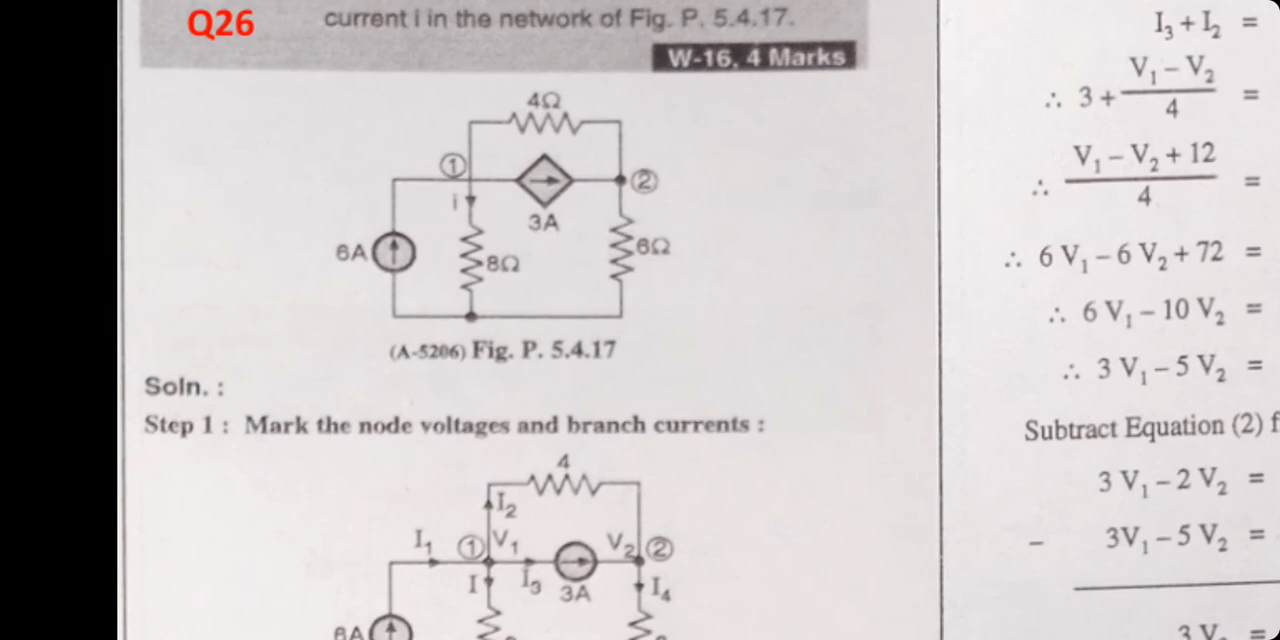 Q26
current i in the network of Fig. P. 5.4.17.
W-16, 4 Marks
4Ω
①
②
i
3A
6A
8Ω
6Ω
(A-5206) Fig. P. 5.4.17
Soln. :
Step 1 : Mark the node voltages and branch currents :
4
I₂
I₁
①
V₁
V₂
②
I
I₃
3A
I₄
6A
I₃ + I₂ =
∴ 3 + (V₁ – V₂)/4 =
∴ (V₁ – V₂ + 12)/4 =
∴ 6 V₁ – 6 V₂ + 72 =
∴ 6 V₁ – 10 V₂ =
∴ 3 V₁ – 5 V₂ =
Subtract Equation (2) f
3 V₁ – 2 V₂ =
– 3V₁ – 5 V₂ =
3 V₂ =